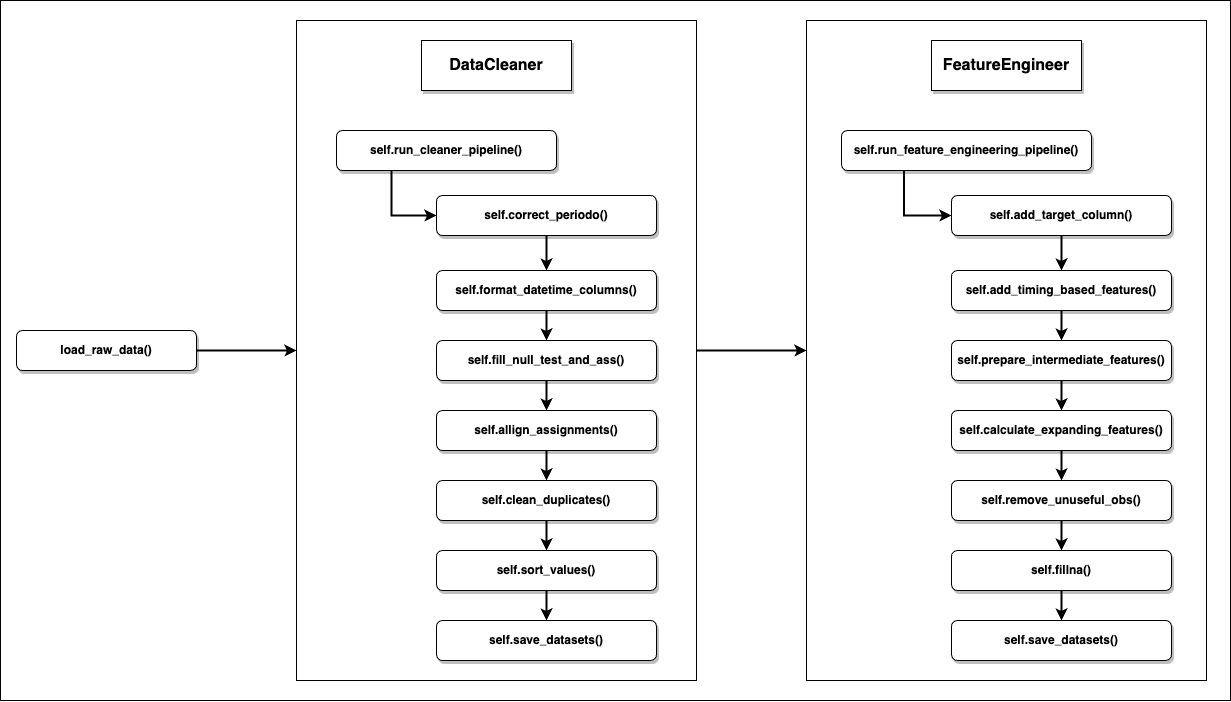 load_raw_data()
DataCleaner
self.run_cleaner_pipeline()
self.correct_periodo()
self.format_datetime_columns()
self.fill_null_test_and_ass()
self.allign_assignments()
self.clean_duplicates()
self.sort_values()
self.save_datasets()
FeatureEngineer
self.run_feature_engineering_pipeline()
self.add_target_column()
self.add_timing_based_features()
self.prepare_intermediate_features()
self.calculate_expanding_features()
self.remove_unuseful_obs()
self.fillna()
self.save_datasets()